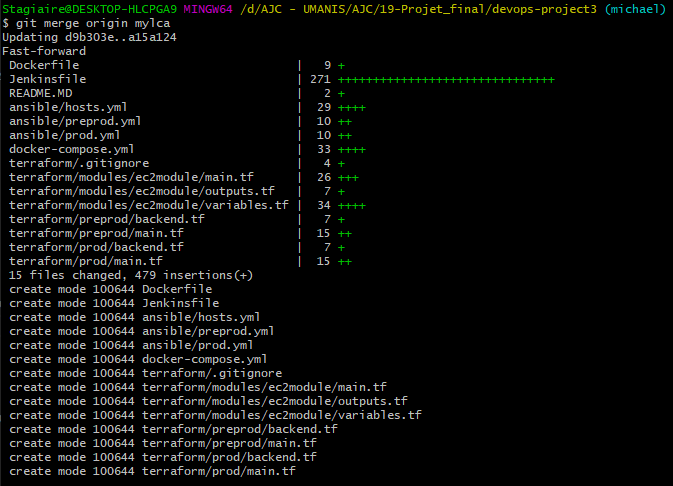 Stagiaire@DESKTOP-HLCPGA9 MINGW64 /d/AJC - UMANIS/AJC/19-Projet_final/devops-project3 (michael)
$ git merge origin mylca
Updating d9b303e..a15a124
Fast-forward
 Dockerfile                             |   9 +
 Jenkinsfile                            | 271 +++++++++++++++++++++++++++++++
 README.MD                              |   2 +
 ansible/hosts.yml                      |  29 ++++
 ansible/preprod.yml                    |  10 ++
 ansible/prod.yml                       |  10 ++
 docker-compose.yml                     |  33 ++++
 terraform/.gitignore                   |   4 +
 terraform/modules/ec2module/main.tf    |  26 +++
 terraform/modules/ec2module/outputs.tf |   7 +
 terraform/modules/ec2module/variables.tf |  34 ++++
 terraform/preprod/backend.tf           |   7 +
 terraform/preprod/main.tf              |  15 ++
 terraform/prod/backend.tf              |   7 +
 terraform/prod/main.tf                 |  15 ++
 15 files changed, 479 insertions(+)
 create mode 100644 Dockerfile
 create mode 100644 Jenkinsfile
 create mode 100644 ansible/hosts.yml
 create mode 100644 ansible/preprod.yml
 create mode 100644 ansible/prod.yml
 create mode 100644 docker-compose.yml
 create mode 100644 terraform/.gitignore
 create mode 100644 terraform/modules/ec2module/main.tf
 create mode 100644 terraform/modules/ec2module/outputs.tf
 create mode 100644 terraform/modules/ec2module/variables.tf
 create mode 100644 terraform/preprod/backend.tf
 create mode 100644 terraform/preprod/main.tf
 create mode 100644 terraform/prod/backend.tf
 create mode 100644 terraform/prod/main.tf